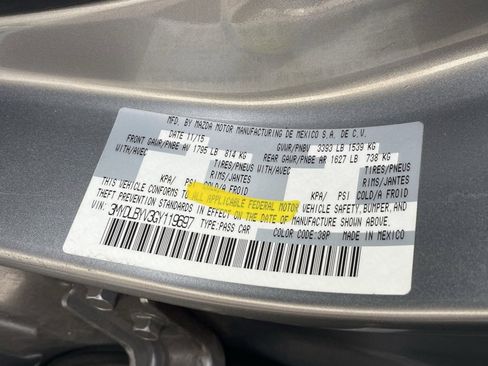 MFD. BY MAZDA MOTOR MANUFACTURING DE MEXICO S.A. DE C.V.
DATE 11/15 GVWR/PNBV 3393 LB 1539 KG
FRONT GAWR/PNBE AV 1795 LB 814 KG REAR GAWR/PNBE AR 1627 LB 738 KG
WITH/AVEC TIRES/PNEUS WITH/AVEC TIRES/PNEUS
RIMS/JANTES RIMS/JANTES
KPA/ PSI COLD/A FROID KPA/ PSI COLD/A FROID
THIS VEHICLE CONFORMS TO ALL APPLICABLE FEDERAL MOTOR VEHICLE SAFETY, BUMPER, AND
THEFT PREVENTION STANDARDS IN EFFECT ON THE DATE OF MANUFACTURE SHOWN ABOVE.
VIN: 3MYDLBYV3GY119697 TYPE:PASS CAR COLOR CODE:38P MADE IN MEXICO